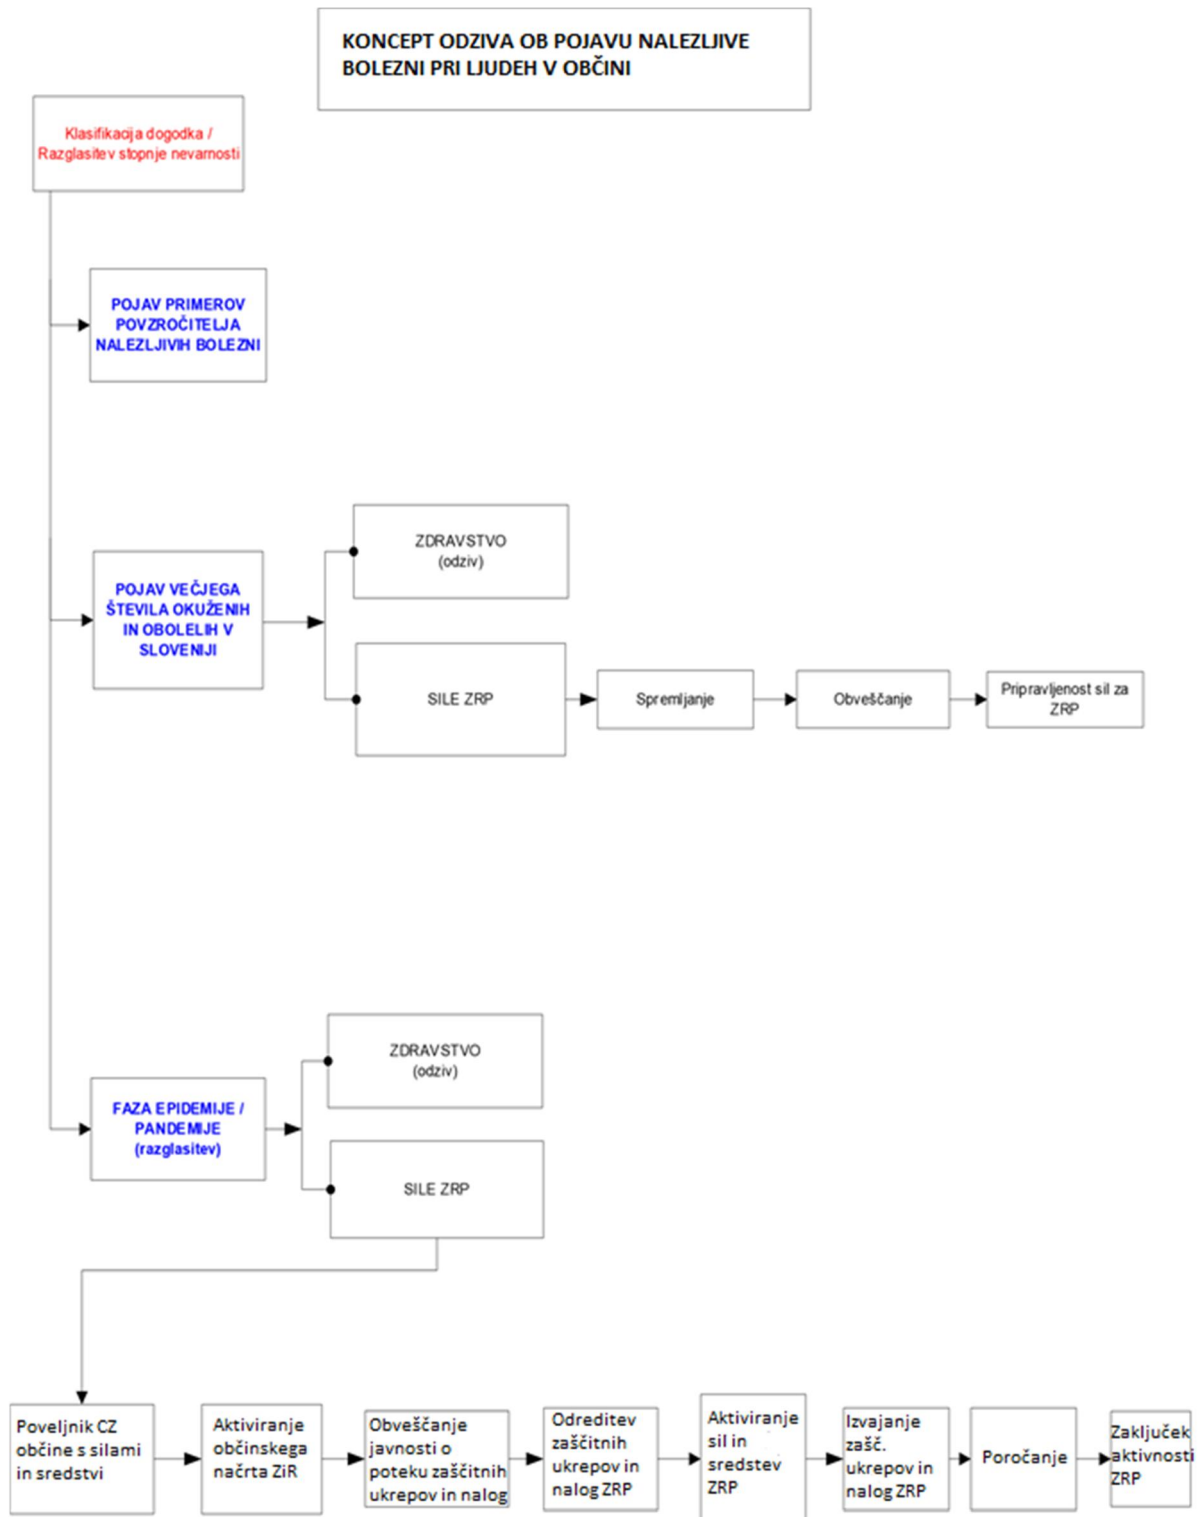 KONCEPT ODZIVA OB POJAVU NALEZLJIVE
BOLEZNI PRI LJUDEH V OBČINI
Klasifikacija dogodka /
Razglasitev stopnje nevarnosti
POJAV PRIMEROV
POVZROČITELJA
NALEZLJIVIH BOLEZNI
POJAV VEČJEGA
ŠTEVILA OKUŽENIH
IN OBOLELIH V
SLOVENIJI
ZDRAVSTVO
(odziv)
SILE ZRP
Spremljanje
Obveščanje
Pripravljenost sil za
ZRP
FAZA EPIDEMIJE /
PANDEMIJE
(razglasitev)
ZDRAVSTVO
(odziv)
SILE ZRP
Poveljnik CZ
občine s silami
in sredstvi
Aktiviranje
občinskega
načrta ZiR
Obveščanje
javnosti o
poteku zaščitnih
ukrepov in nalog
Odreditev
zaščitnih
ukrepov in
nalog ZRP
Aktiviranje
sil in
sredstev
ZRP
Izvajanje
zašč.
ukrepov in
nalog ZRP
Poročanje
Zaključek
aktivnosti
ZRP